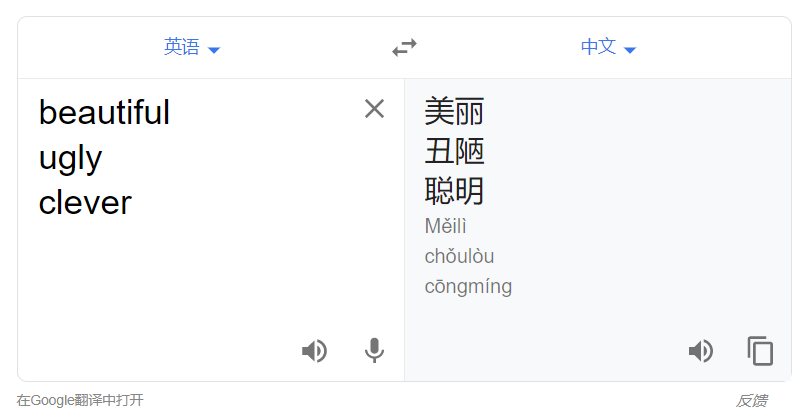 英语 中文
beautiful
ugly
clever
美丽
丑陋
聪明
Měilì
chǒulòu
cōngmíng
在Google翻译中打开 反馈